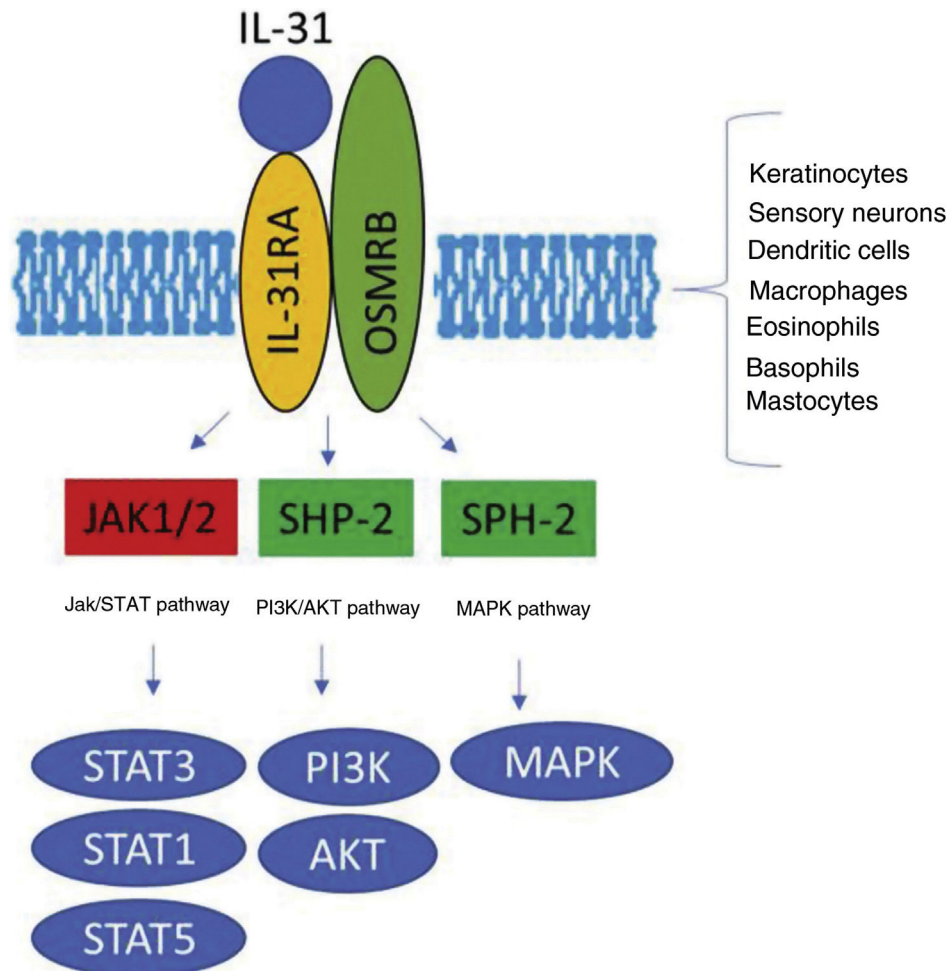 IL-31
IL-31RA
OSMRB
Keratinocytes
Sensory neurons
Dendritic cells
Macrophages
Eosinophils
Basophils
Mastocytes
JAK1/2
SHP-2
SPH-2
Jak/STAT pathway
PI3K/AKT pathway
MAPK pathway
STAT3
PI3K
MAPK
STAT1
AKT
STAT5